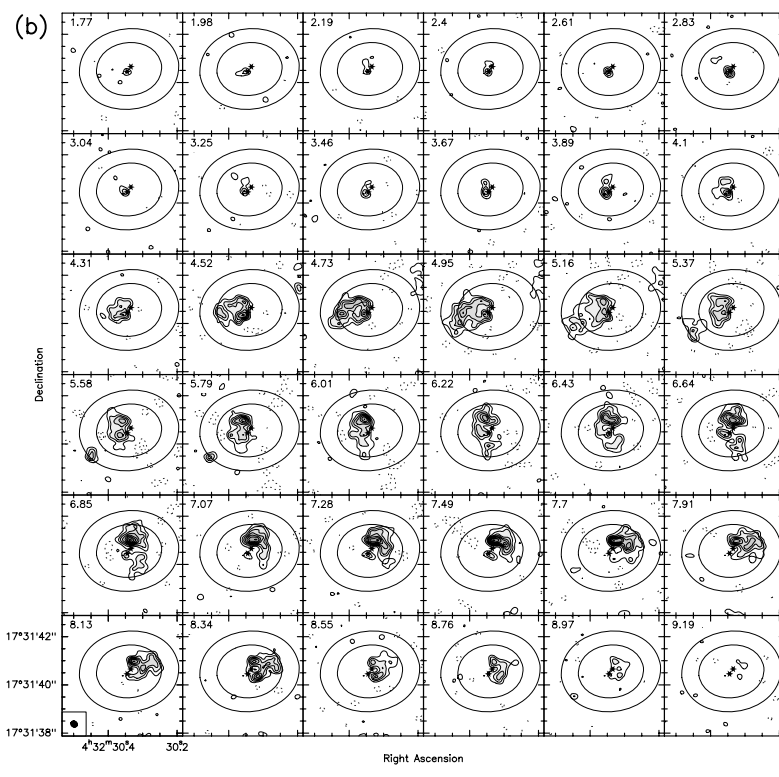 (b)
1.77 1.98 2.19 2.4 2.61 2.83
3.04 3.25 3.46 3.67 3.89 4.1
4.31 4.52 4.73 4.95 5.16 5.37
Declination
5.58 5.79 6.01 6.22 6.43 6.64
6.85 7.07 7.28 7.49 7.7 7.91
8.13 8.34 8.55 8.76 8.97 9.19
17°31'42"
17°31'40"
17°31'38"
4ʰ32ᵐ30ˢ.4 30ˢ.2
Right Ascension